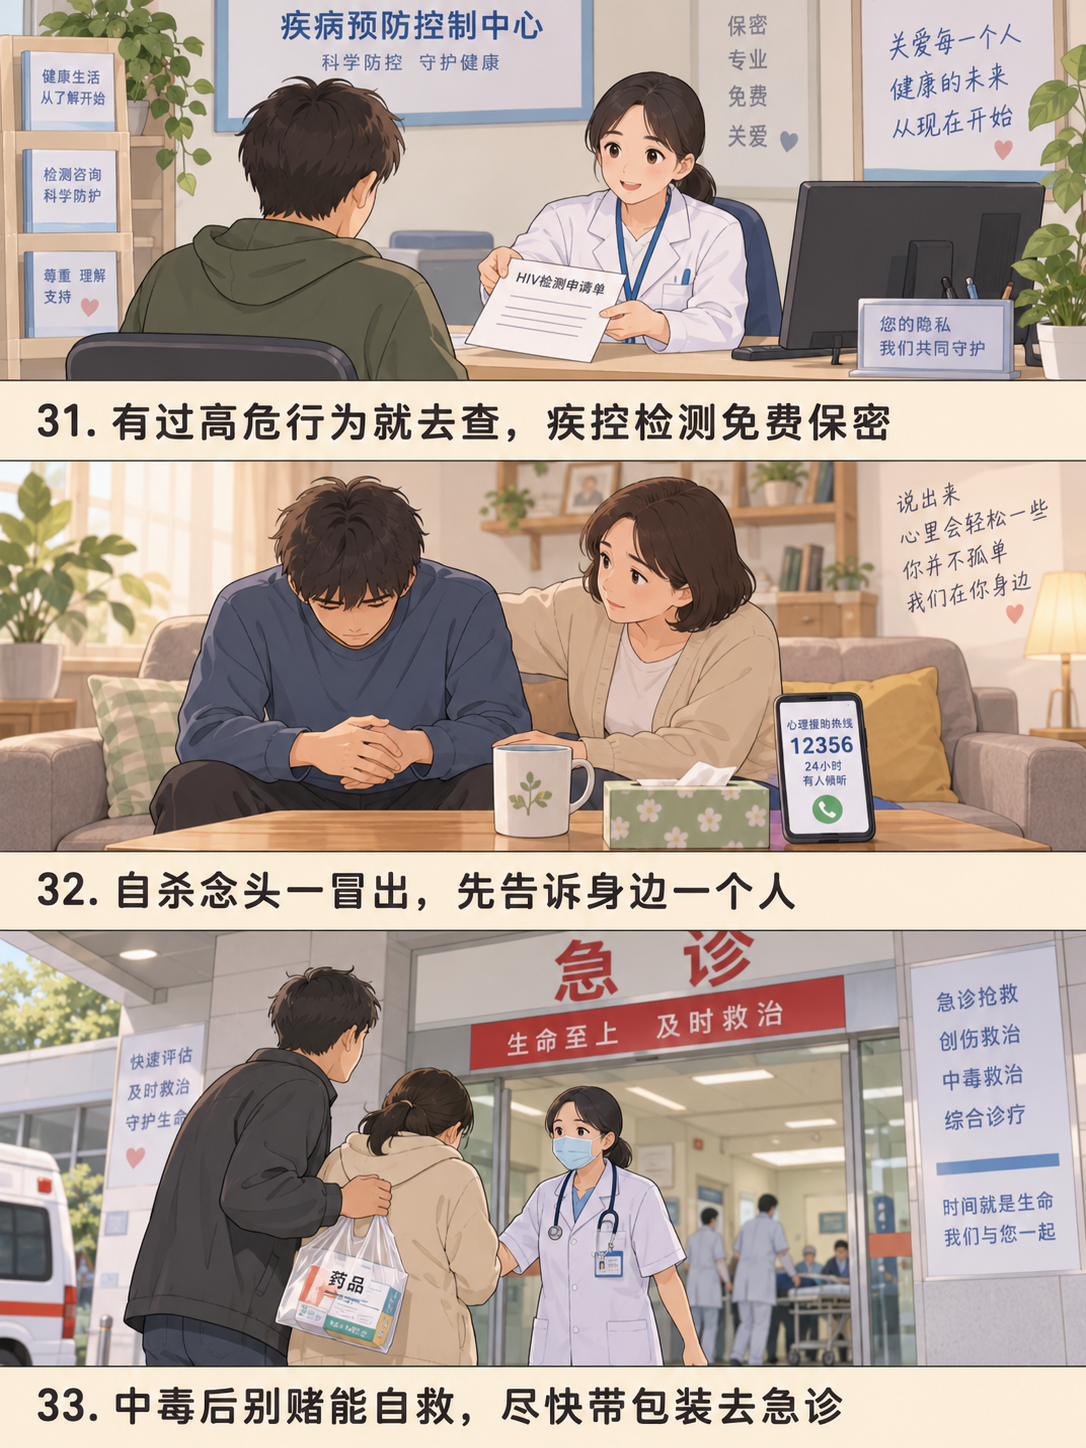 疾病预防控制中心
科学防控 守护健康
保密
专业
免费
关爱
关爱每一个人
健康的未来
从现在开始
健康生活
从了解开始
检测咨询
科学防护
尊重 理解
支持
HIV检测申请单
您的隐私
我们共同守护
31. 有过高危行为就去查，疾控检测免费保密
说出来
心里会轻松一些
你并不孤单
我们在你身边
心理援助热线
12356
24小时
有人倾听
32. 自杀念头一冒出，先告诉身边一个人
急诊
生命至上 及时救治
快速评估
及时救治
守护生命
急诊抢救
创伤救治
中毒救治
综合诊疗
时间就是生命
我们与您一起
药品
33. 中毒后别赌能自救，尽快带包装去急诊